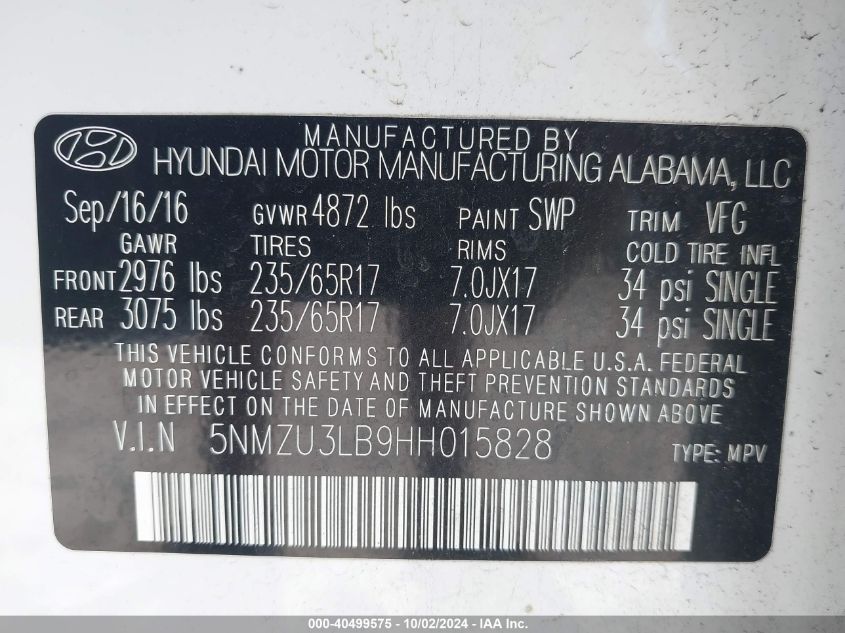 MANUFACTURED BY
HYUNDAI MOTOR MANUFACTURING ALABAMA, LLC
Sep/16/16 GVWR 4872 lbs PAINT SWP TRIM VFG
GAWR TIRES RIMS COLD TIRE INFL
FRONT 2976 lbs 235/65R17 7.0JX17 34 psi SINGLE
REAR 3075 lbs 235/65R17 7.0JX17 34 psi SINGLE
THIS VEHICLE CONFORMS TO ALL APPLICABLE U.S.A. FEDERAL
MOTOR VEHICLE SAFETY AND THEFT PREVENTION STANDARDS
IN EFFECT ON THE DATE OF MANUFACTURE SHOWN ABOVE.
V.I.N 5NMZU3LB9HH015828 TYPE: MPV
000-40499575 - 10/02/2024 - IAA Inc.